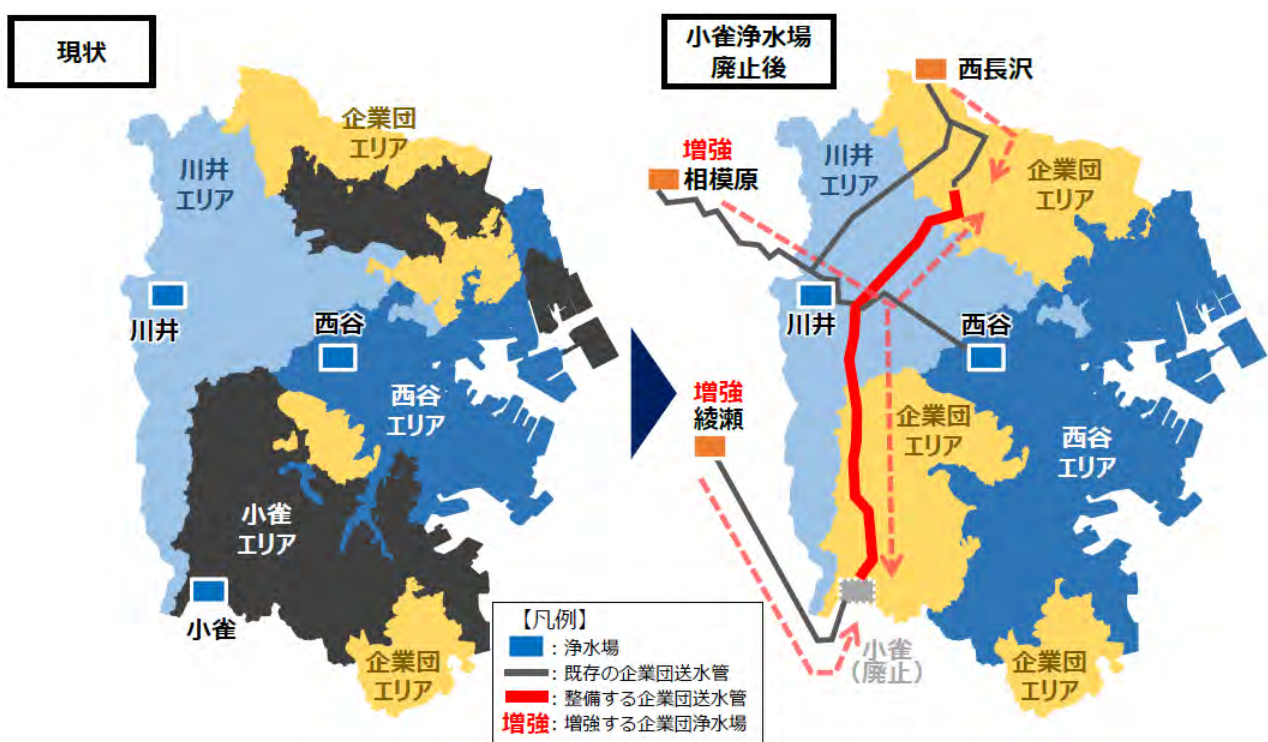 現状
企業団
エリア
川井
エリア
川井
西谷
西谷
エリア
小雀
エリア
小雀
企業団
エリア
小雀浄水場
廃止後
西長沢
増強
相模原
川井
エリア
企業団
エリア
川井
西谷
増強
綾瀬
企業団
エリア
西谷
エリア
小雀
(廃止)
企業団
エリア
【凡例】
:浄水場
:既存の企業団送水管
:整備する企業団送水管
増強:増強する企業団浄水場